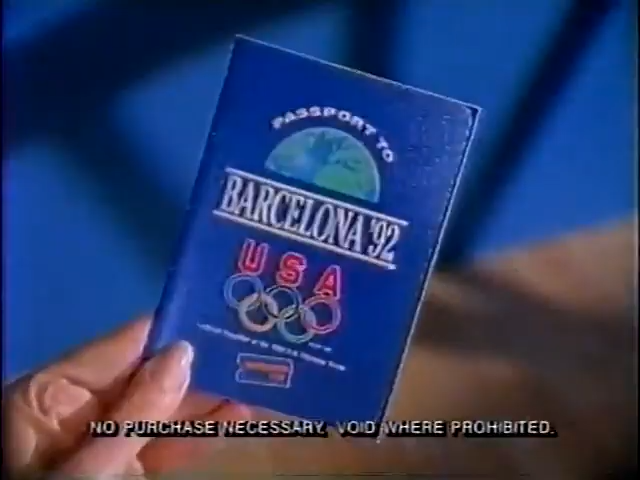 PASSPORT TO
BARCELONA '92
USA
NO PURCHASE NECESSARY. VOID WHERE PROHIBITED.